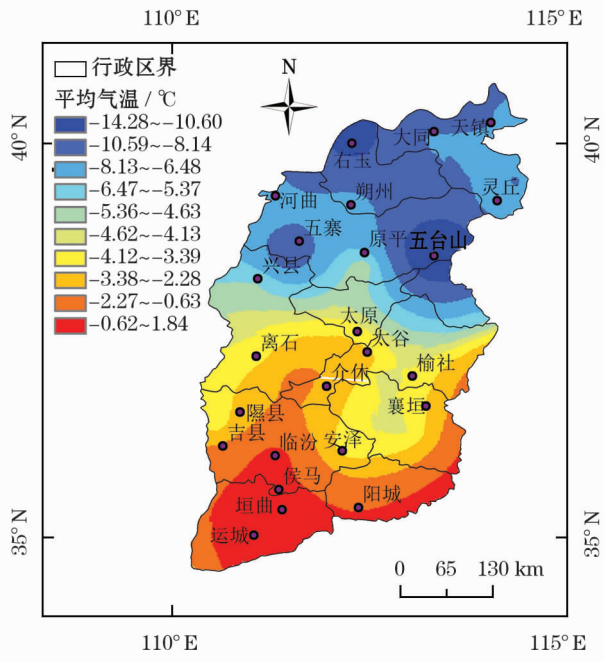 110°E
115°E
行政区界
平均气温 / ℃
−14.28~−10.60
−10.59~−8.14
−8.13~−6.48
−6.47~−5.37
−5.36~−4.63
−4.62~−4.13
−4.12~−3.39
−3.38~−2.28
−2.27~−0.63
−0.62~1.84
N
40°N
40°N
大同
天镇
右玉
灵丘
河曲
朔州
五寨
原平
五台山
兴县
太原
太谷
离石
榆社
介休
襄垣
隰县
吉县
临汾
安泽
侯马
垣曲
阳城
运城
35°N
35°N
0 65 130 km
110°E
115°E